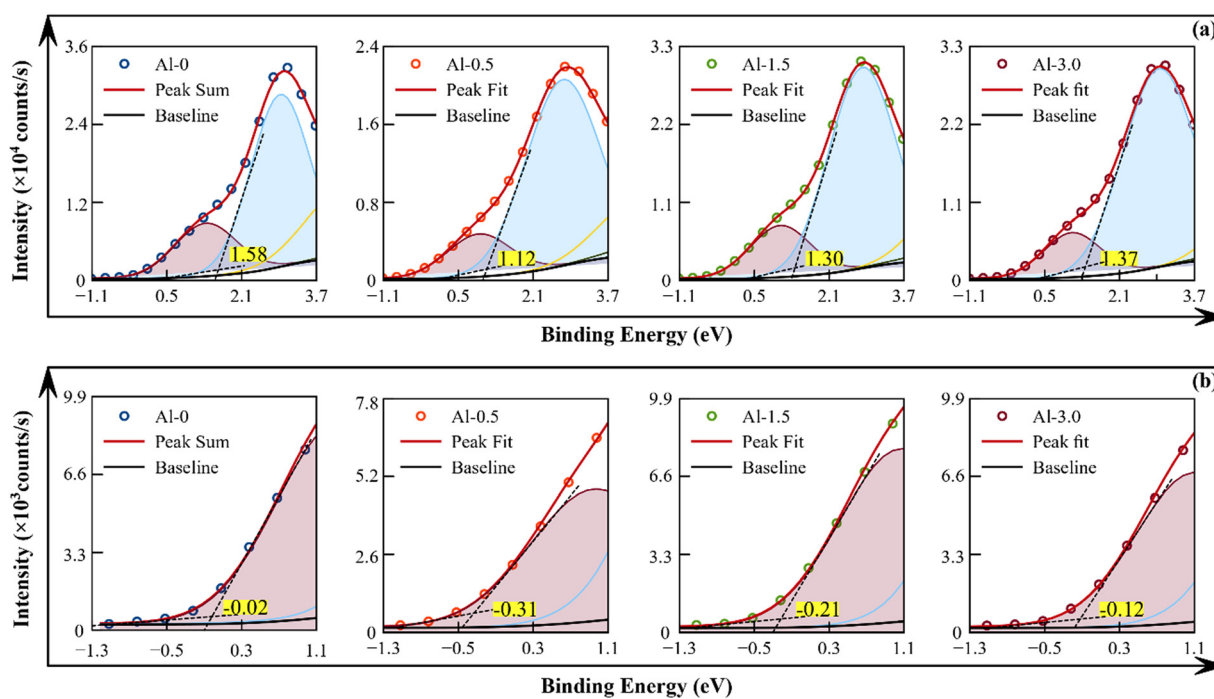 (a)
Intensity (×10⁴ counts/s)
3.6
2.4
1.2
0
Al-0
Peak Sum
Baseline
1.58
−1.1 0.5 2.1 3.7
2.4
1.6
0.8
0
Al-0.5
Peak Fit
Baseline
1.12
−1.1 0.5 2.1 3.7
3.3
2.2
1.1
0
Al-1.5
Peak Fit
Baseline
1.30
−1.1 0.5 2.1 3.7
3.3
2.2
1.1
0
Al-3.0
Peak fit
Baseline
1.37
−1.1 0.5 2.1 3.7
Binding Energy (eV)
(b)
Intensity (×10³counts/s)
9.9
6.6
3.3
0
Al-0
Peak Sum
Baseline
-0.02
−1.3 −0.5 0.3 1.1
7.8
5.2
2.6
0
Al-0.5
Peak Fit
Baseline
-0.31
−1.3 −0.5 0.3 1.1
9.9
6.6
3.3
0
Al-1.5
Peak Fit
Baseline
-0.21
−1.3 −0.5 0.3 1.1
9.9
6.6
3.3
0
Al-3.0
Peak fit
Baseline
-0.12
−1.3 −0.5 0.3 1.1
Binding Energy (eV)